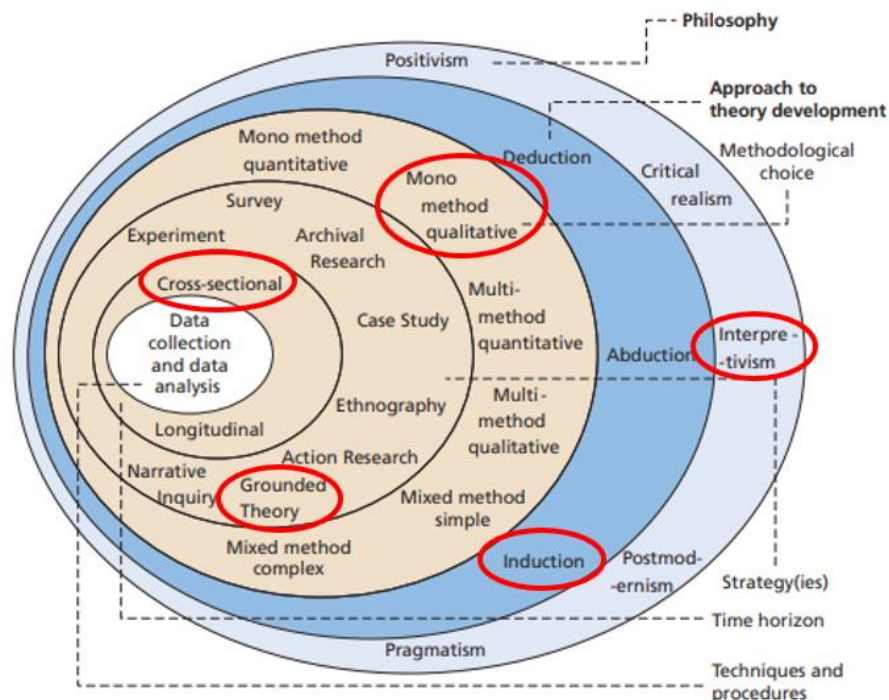 Philosophy
Positivism
Approach to
theory development
Mono method
quantitative
Deduction
Methodological
choice
Mono
method
qualitative
Critical
realism
Survey
Experiment
Archival
Research
Cross-sectional
Multi-
method
quantitative
Data
collection
and data
analysis
Case Study
Abduction
Interpre -
-tivism
Ethnography
Multi-
method
qualitative
Longitudinal
Action Research
Narrative
Inquiry
Grounded
Theory
Mixed method
simple
Mixed method
complex
Induction
Postmod-
-ernism
Strategy(ies)
Time horizon
Pragmatism
Techniques and
procedures